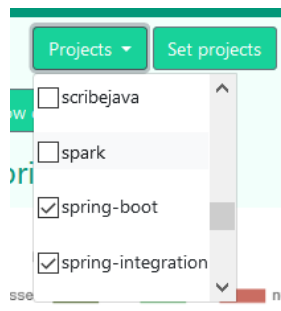 Projects Set projects
scribejava
spark
spring-boot
spring-integration